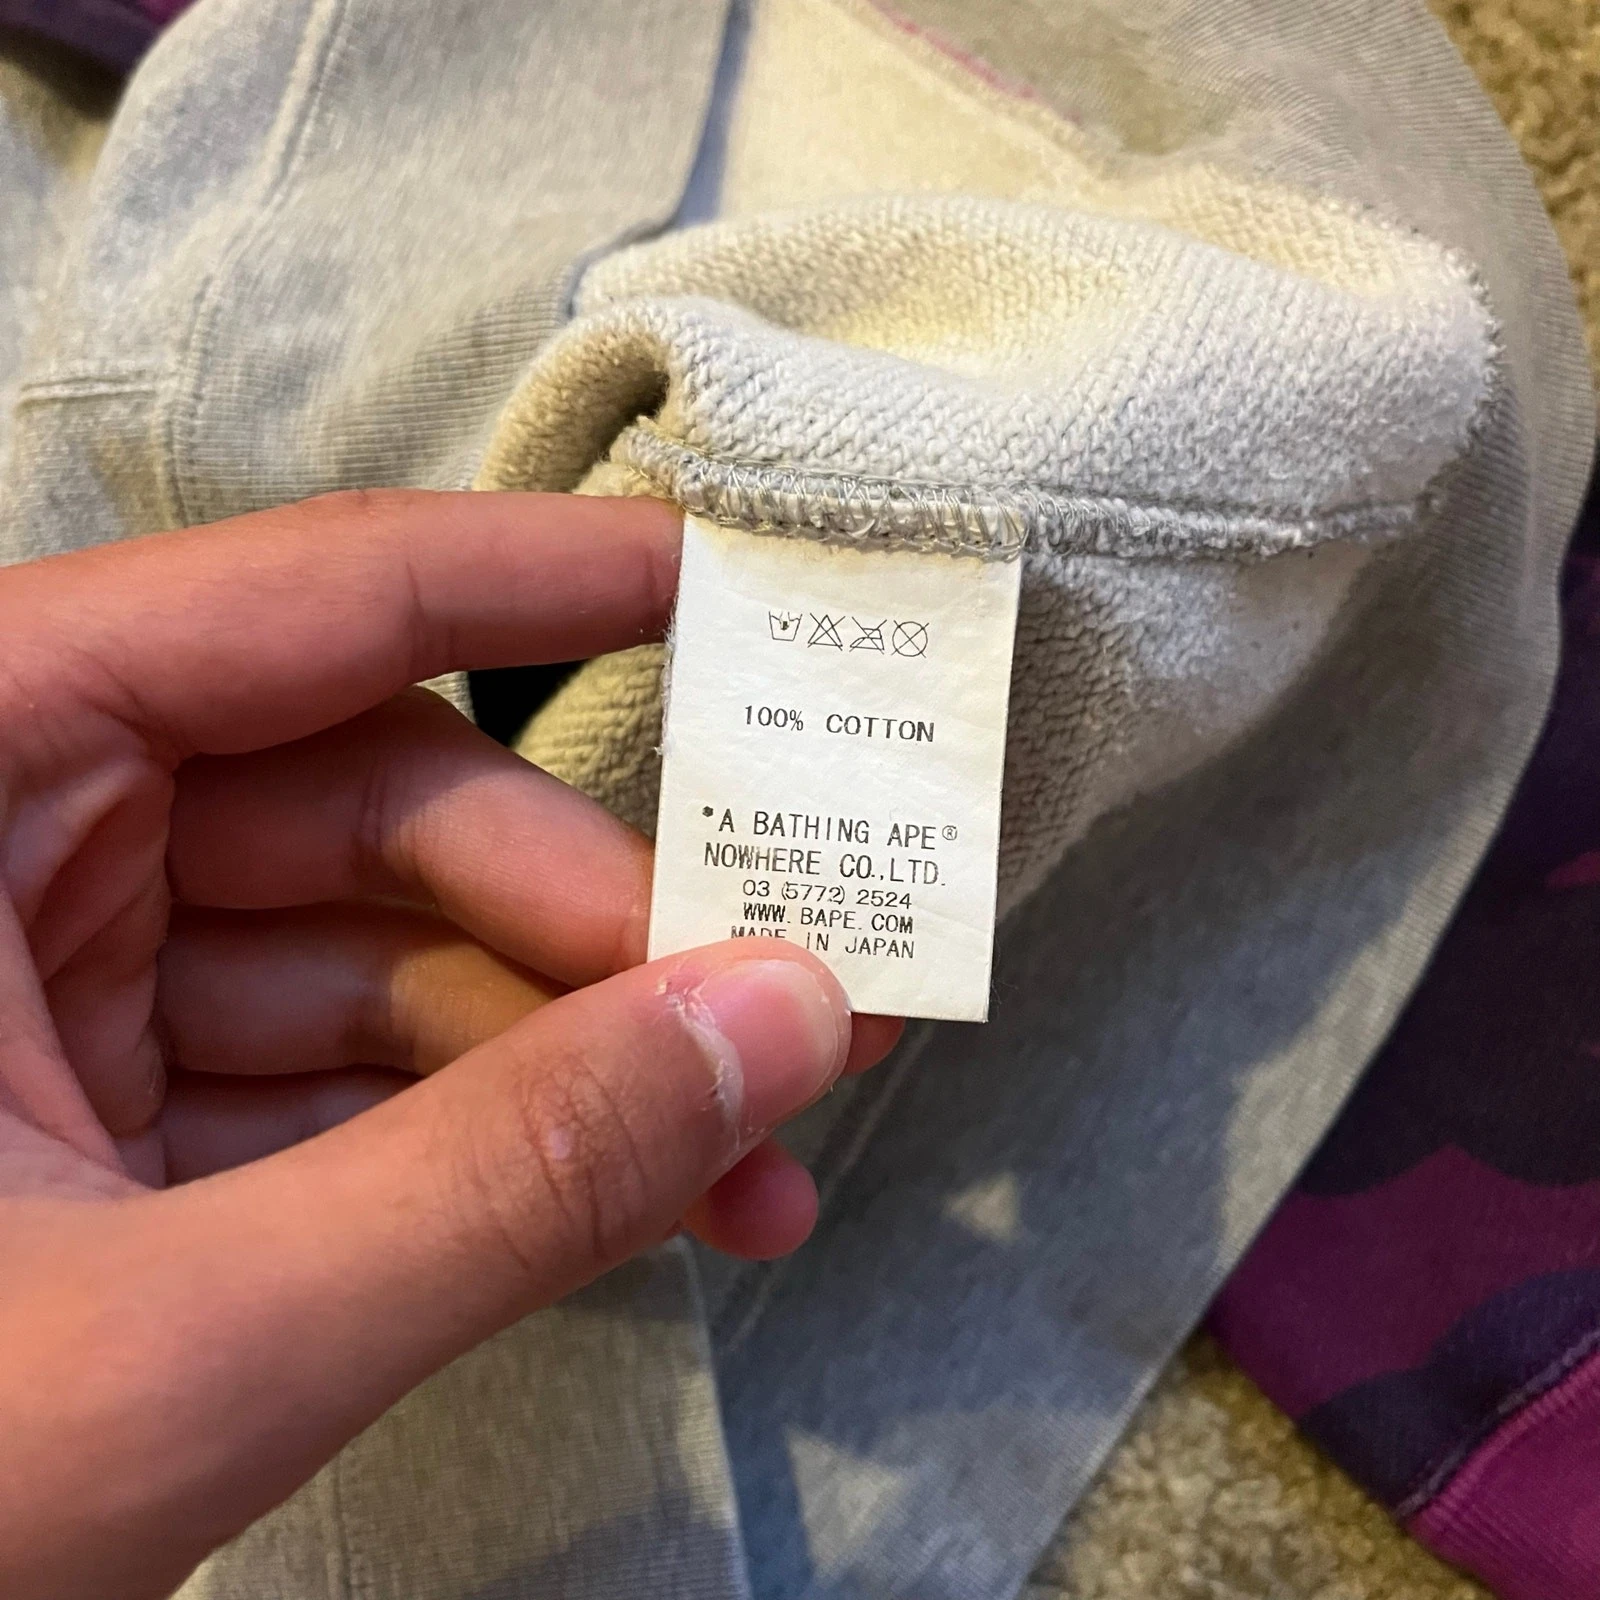 100% COTTON
*A BATHING APE®
NOWHERE CO.,LTD.
03 (5772) 2524
WWW.BAPE.COM
MADE IN JAPAN